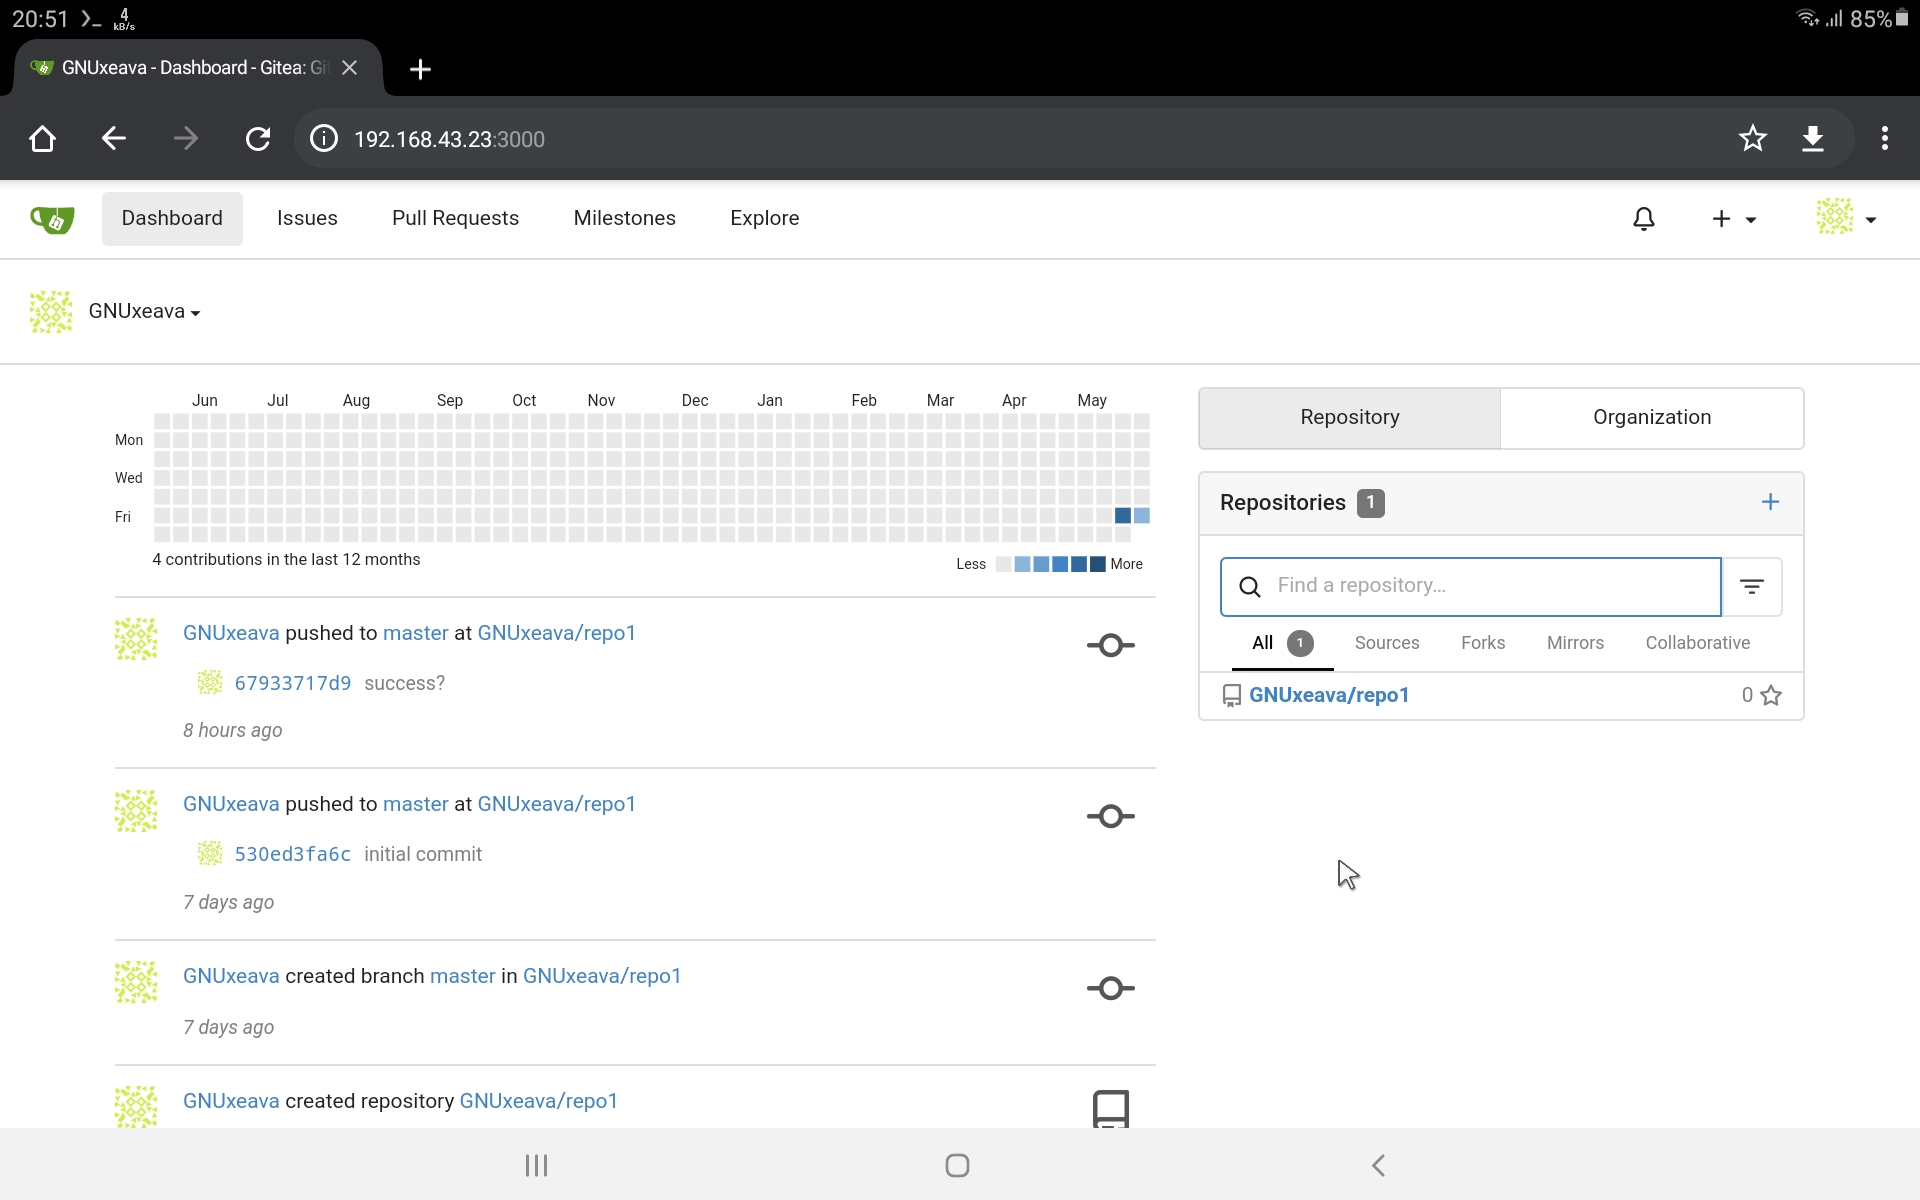 20:51 4 kB/s 85%
GNUxeava - Dashboard - Gitea: Gi
192.168.43.23:3000
Dashboard Issues Pull Requests Milestones Explore
GNUxeava
Jun Jul Aug Sep Oct Nov Dec Jan Feb Mar Apr May
Mon
Wed
Fri
4 contributions in the last 12 months
Less More
GNUxeava pushed to master at GNUxeava/repo1
67933717d9 success?
8 hours ago
GNUxeava pushed to master at GNUxeava/repo1
530ed3fa6c initial commit
7 days ago
GNUxeava created branch master in GNUxeava/repo1
7 days ago
GNUxeava created repository GNUxeava/repo1
Repository Organization
Repositories 1
Find a repository...
All 1 Sources Forks Mirrors Collaborative
GNUxeava/repo1 0